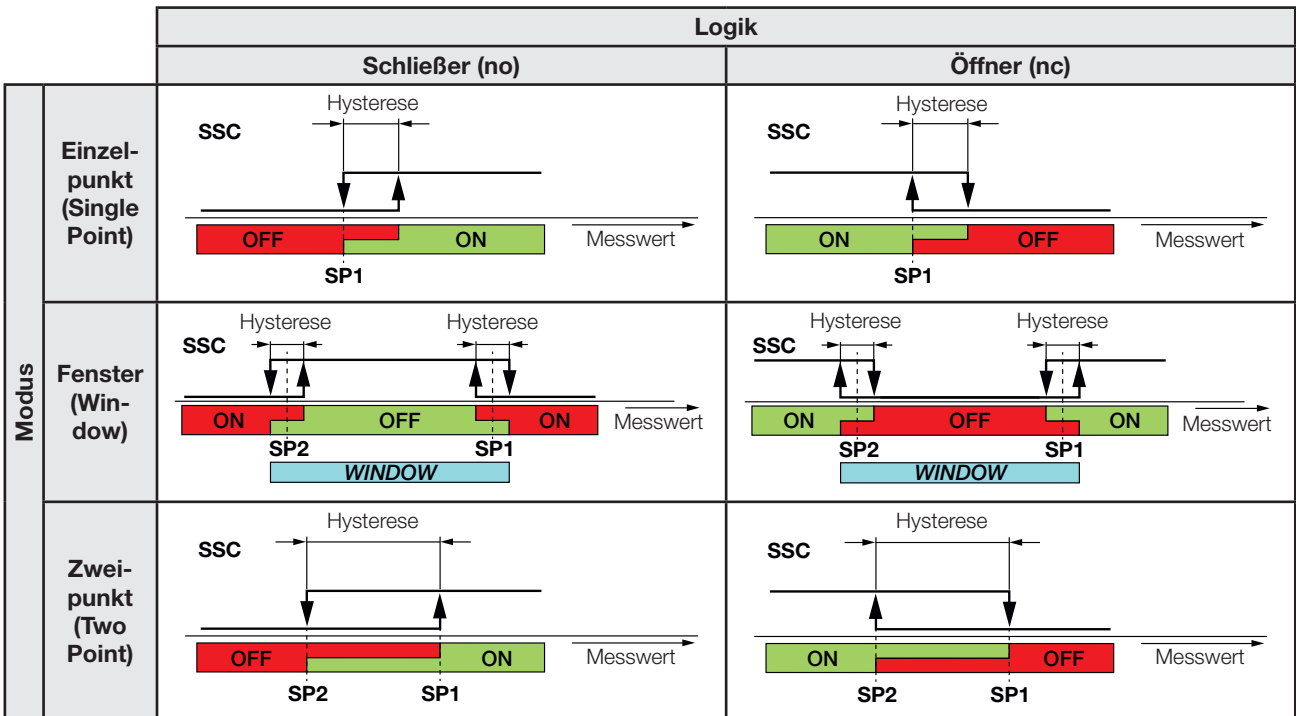 Logik
Schließer (no)
Öffner (nc)
Modus
Einzel-
punkt
(Single
Point)
Hysterese
SSC
OFF
ON
Messwert
SP1
Hysterese
SSC
ON
OFF
Messwert
SP1
Fenster
(Win-
dow)
Hysterese
Hysterese
SSC
ON
OFF
ON
Messwert
SP2
SP1
WINDOW
Hysterese
Hysterese
SSC
ON
OFF
ON
Messwert
SP2
SP1
WINDOW
Zwei-
punkt
(Two
Point)
Hysterese
SSC
OFF
ON
Messwert
SP2
SP1
Hysterese
SSC
ON
OFF
Messwert
SP2
SP1